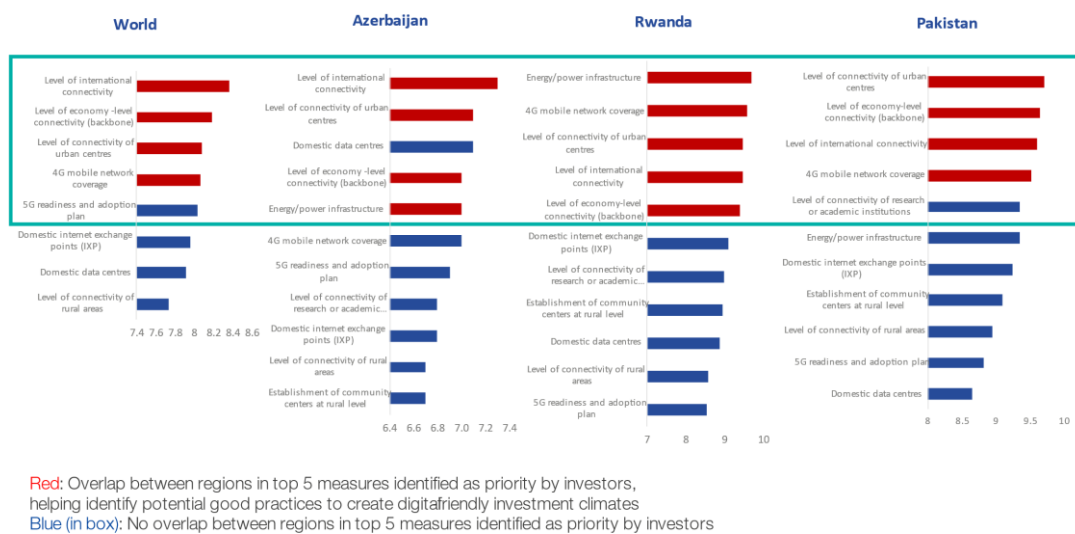 World
Level of international
connectivity
Level of economy -level
connectivity (backbone)
Level of connectivity
of urban centres
4G mobile network
coverage
5G readiness and adoption
plan
Domestic internet exchange
points (IXP)
Domestic data centres
Level of connectivity of
rural areas
7.4 7.6 7.8 8 8.2 8.4 8.6
Azerbaijan
Level of international
connectivity
Level of connectivity of urban
centres
Domestic data centres
Level of economy -level
connectivity (backbone)
Energy/power infrastructure
4G mobile network coverage
5G readiness and adoption
plan
Level of connectivity of
research or academic...
Domestic internet exchange
points (IXP)
Level of connectivity of rural
areas
Establishment of community
centers at rural level
6.4 6.6 6.8 7.0 7.2 7.4
Rwanda
Energy/power infrastructure
4G mobile network coverage
Level of connectivity of urban
centres
Level of international
connectivity
Level of economy-level
connectivity (backbone)
Domestic internet exchange
points (IXP)
Level of connectivity of
research or academic...
Establishment of community
centers at rural level
Domestic data centres
Level of connectivity of rural
areas
5G readiness and adoption
plan
7 8 9 10
Pakistan
Level of connectivity of urban
centres
Level of economy-level
connectivity (backbone)
Level of international connectivity
4G mobile network coverage
Level of connectivity of research
or academic institutions
Energy/power infrastructure
Domestic internet exchange points
(IXP)
Establishment of community
centers at rural level
Level of connectivity of rural areas
5G readiness and adoption plan
Domestic data centres
8 8.5 9 9.5 10
Red: Overlap between regions in top 5 measures identified as priority by investors,
helping identify potential good practices to create digitafriendly investment climates
Blue (in box): No overlap between regions in top 5 measures identified as priority by investors